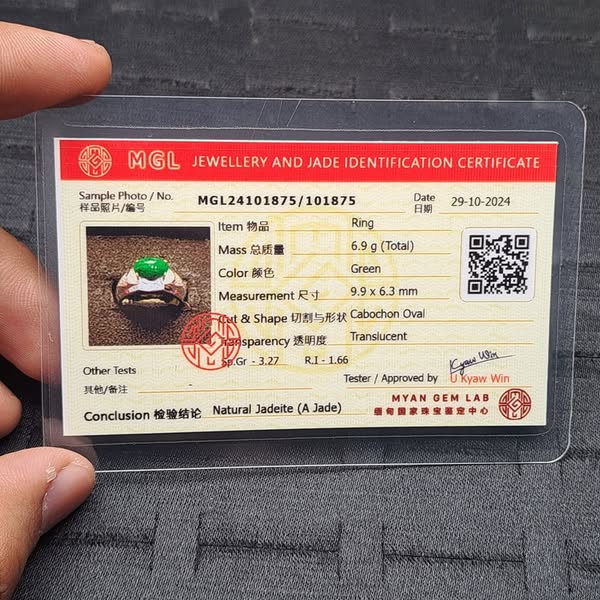 MGL JEWELLERY AND JADE IDENTIFICATION CERTIFICATE
Sample Photo / No. MGL24101875/101875 Date 29-10-2024
样品照片/编号 日期
Item 物品 Ring
Mass 总质量 6.9 g (Total)
Color 颜色 Green
Measurement 尺寸 9.9 x 6.3 mm
Cut & Shape 切割与形状 Cabochon Oval
Transparency 透明度 Translucent
Sp.Gr - 3.27 R.I - 1.66
Other Tests
其他/备注 -
Tester / Approved by Kyaw Win
U Kyaw Win
Conclusion 检验结论 Natural Jadeite (A Jade)
MYAN GEM LAB
缅甸国家珠宝鉴定中心